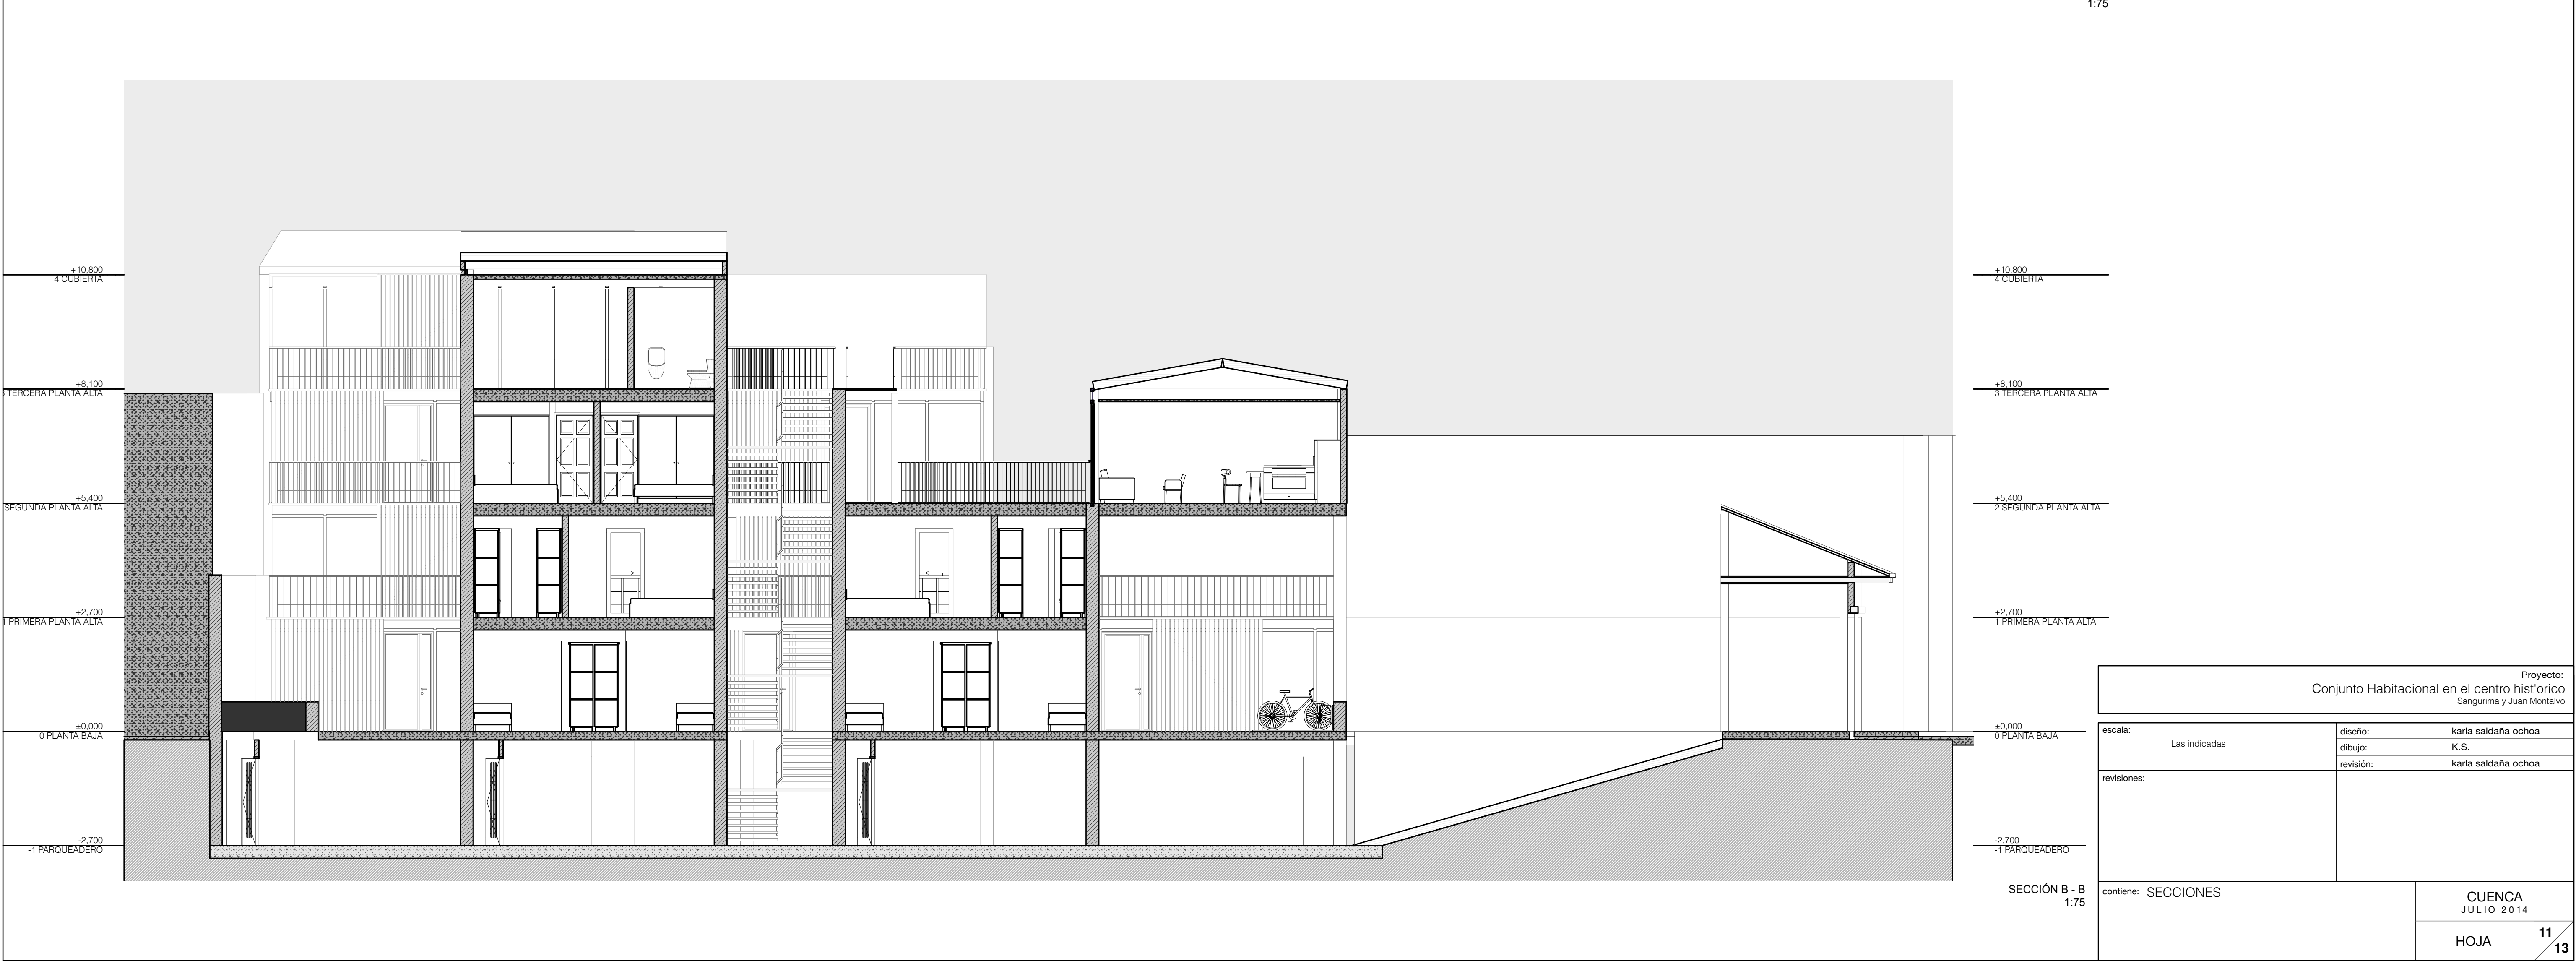 1:75
+10,800
4 CUBIERTA
+8,100
TERCERA PLANTA ALTA
+5,400
SEGUNDA PLANTA ALTA
+2,700
1 PRIMERA PLANTA ALTA
±0,000
0 PLANTA BAJA
-2,700
-1 PARQUEADERO
+10,800
4 CUBIERTA
+8,100
3 TERCERA PLANTA ALTA
+5,400
2 SEGUNDA PLANTA ALTA
+2,700
1 PRIMERA PLANTA ALTA
±0,000
0 PLANTA BAJA
-2,700
-1 PARQUEADERO
SECCIÓN B - B
1:75
Proyecto:
Conjunto Habitacional en el centro hist'orico
Sangurima y Juan Montalvo
escala:
Las indicadas
diseño: karla saldaña ochoa
dibujo: K.S.
revisión: karla saldaña ochoa
revisiones:
contiene: SECCIONES
CUENCA
JULIO 2014
HOJA
11
13